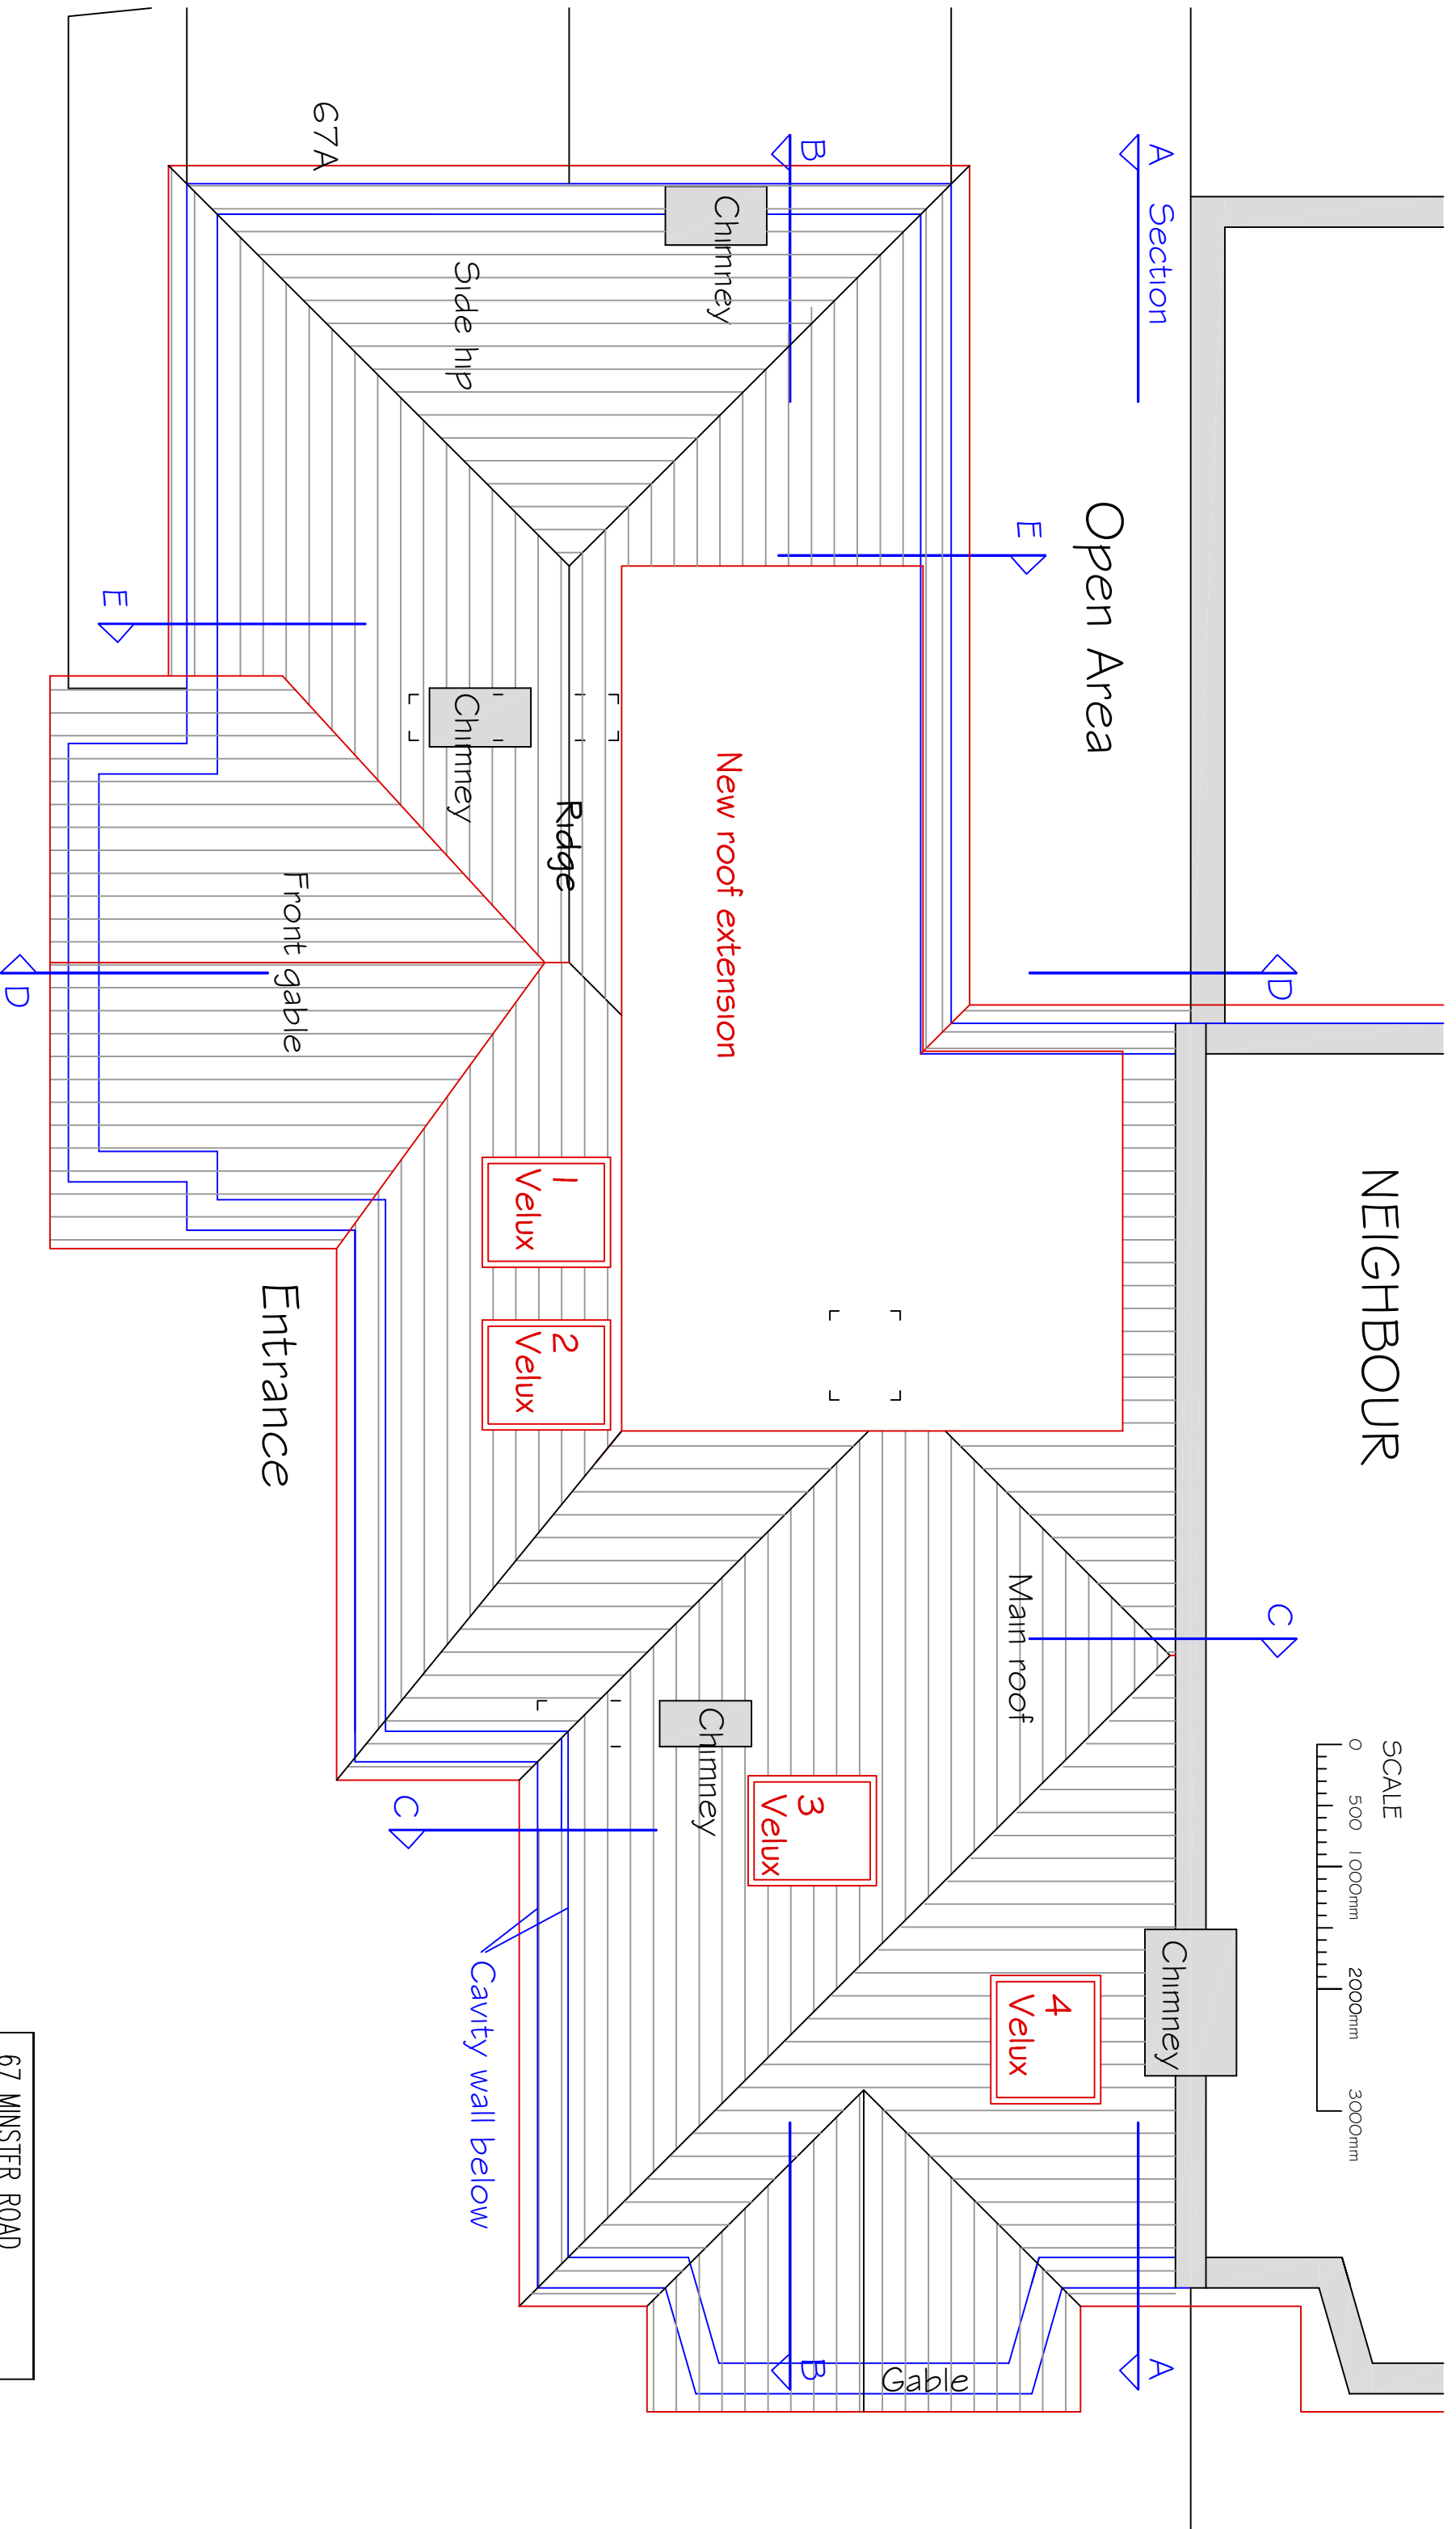 NEIGHBOUR
SCALE
0 500 1000mm 2000mm 3000mm
A Section
A
Open Area
E
D
C
Chimney
4
Velux
Main roof
B
Chimney
New roof extension
3
Velux
Chimney
B
Gable
Ridge
1
Velux
2
Velux
Side hip
Chimney
C
Cavity wall below
67A
Front gable
Entrance
E
D
67 MINSTER ROAD